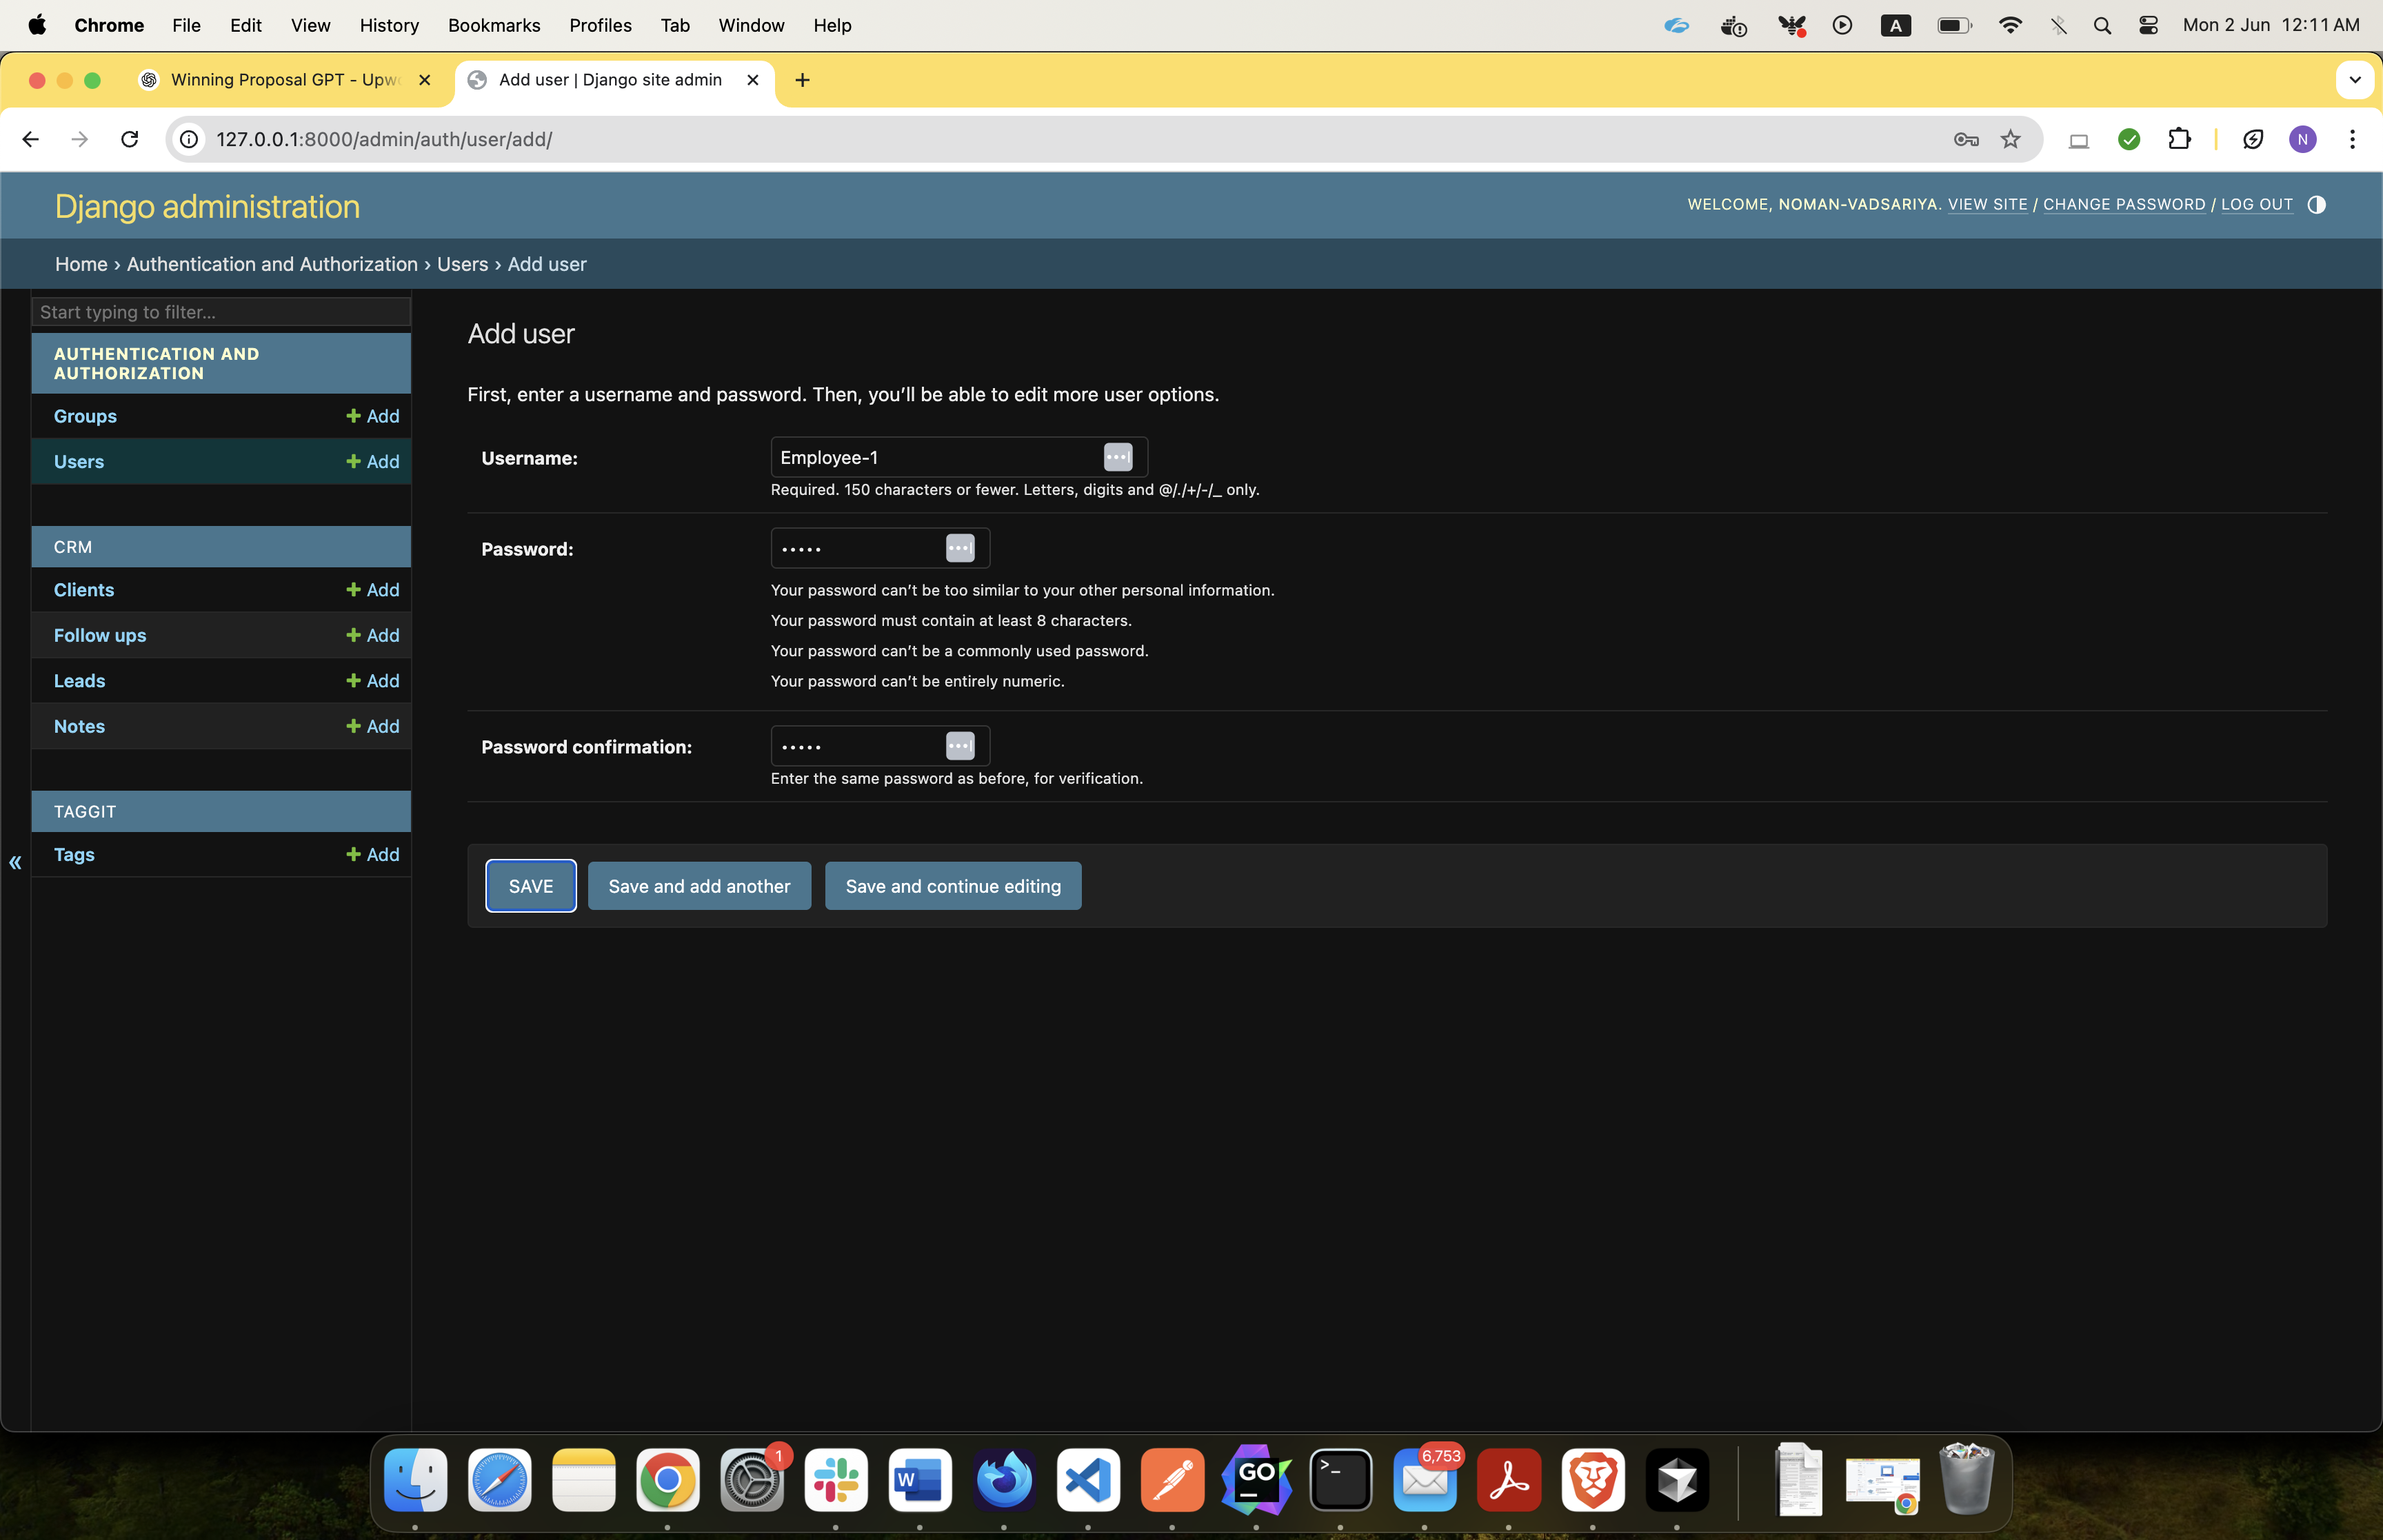 Chrome File Edit View History Bookmarks Profiles Tab Window Help
A
Mon 2 Jun 12:11 AM
Winning Proposal GPT - Upw
Add user | Django site admin
127.0.0.1:8000/admin/auth/user/add/
N
Django administration
WELCOME, NOMAN-VADSARIYA. VIEW SITE / CHANGE PASSWORD / LOG OUT
Home › Authentication and Authorization › Users › Add user
Start typing to filter...
AUTHENTICATION AND
AUTHORIZATION
Groups + Add
Users + Add
CRM
Clients + Add
Follow ups + Add
Leads + Add
Notes + Add
TAGGIT
Tags + Add
«
Add user
First, enter a username and password. Then, you’ll be able to edit more user options.
Username:
Employee-1
Required. 150 characters or fewer. Letters, digits and @/./+/-/_ only.
Password:
•••••
Your password can’t be too similar to your other personal information.
Your password must contain at least 8 characters.
Your password can’t be a commonly used password.
Your password can’t be entirely numeric.
Password confirmation:
•••••
Enter the same password as before, for verification.
SAVE
Save and add another
Save and continue editing
1
W
GO
>_
6,753